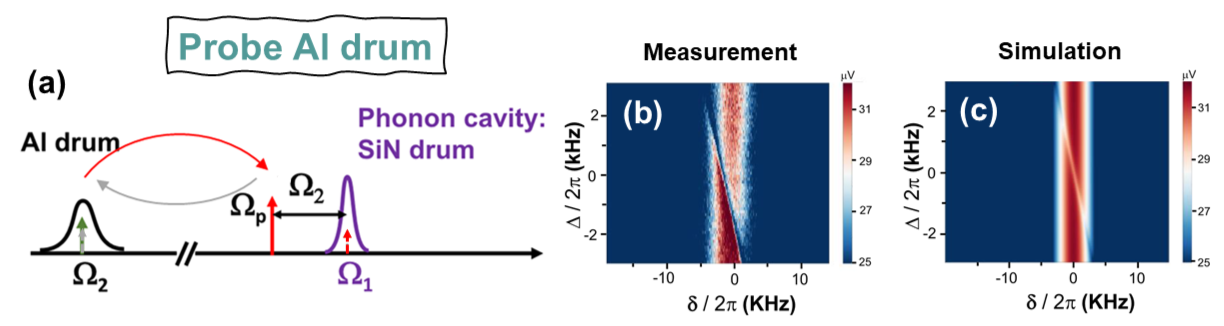 Probe Al drum
(a)
Al drum
Phonon cavity:
SiN drum
Ωp
Ω2
Ω2
Ω1
Measurement
(b)
μV
31
29
27
25
2
0
-2
Δ / 2π (kHz)
-10
0
10
δ / 2π (KHz)
Simulation
(c)
μV
31
29
27
25
2
0
-2
Δ / 2π (kHz)
-10
0
10
δ / 2π (KHz)